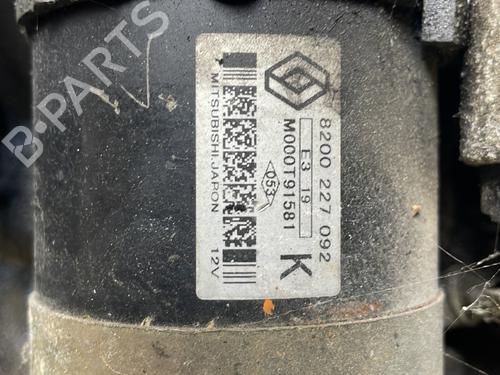 8200 227 092
E3 19
M000T91581
053
K
MITSUBISHI,JAPON
12V
B-PARTS